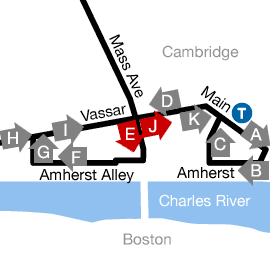 Mass Ave
Cambridge
Vassar
D
Main
T
H
I
E
J
K
A
G
F
C
B
Amherst Alley
Amherst
Charles River
Boston